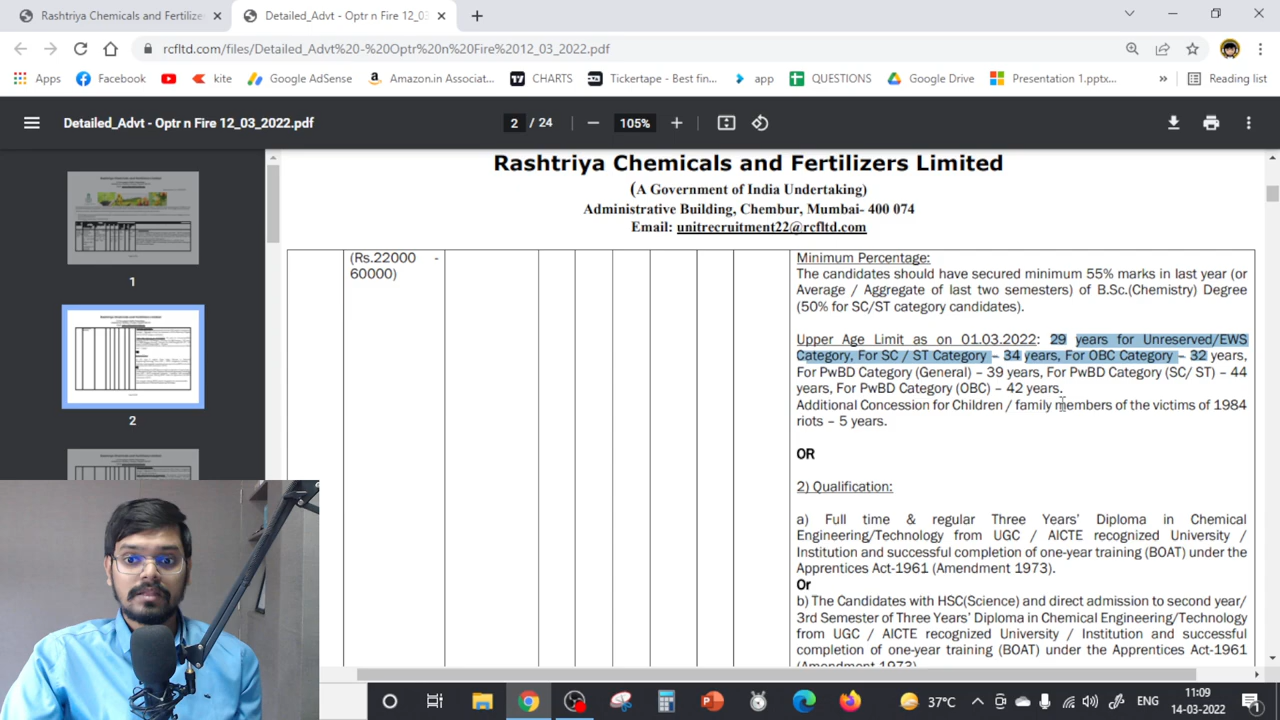 Rashtriya Chemicals and Fertilize
Detailed_Advt - Optr n Fire 12_03_
rcfltd.com/files/Detailed_Advt%20-%20Optr%20n%20Fire%2012_03_2022.pdf
Apps
Facebook
kite
Google AdSense
Amazon.in Associat...
CHARTS
Tickertape - Best fin...
app
QUESTIONS
Google Drive
Presentation 1.pptx...
»
Reading list
Detailed_Advt - Optr n Fire 12_03_2022.pdf
2 / 24
105%
1
2
Rashtriya Chemicals and Fertilizers Limited
(A Government of India Undertaking)
Administrative Building, Chembur, Mumbai- 400 074
Email: unitrecruitment22@rcfltd.com
(Rs.22000 -
60000)
Minimum Percentage:
The candidates should have secured minimum 55% marks in last year (or
Average / Aggregate of last two semesters) of B.Sc.(Chemistry) Degree
(50% for SC/ST category candidates).
Upper Age Limit as on 01.03.2022: 29 years for Unreserved/EWS
Category, For SC / ST Category – 34 years, For OBC Category – 32 years,
For PwBD Category (General) – 39 years, For PwBD Category (SC/ ST) – 44
years, For PwBD Category (OBC) – 42 years.
Additional Concession for Children / family members of the victims of 1984
riots – 5 years.
OR
2) Qualification:
a) Full time & regular Three Years' Diploma in Chemical
Engineering/Technology from UGC / AICTE recognized University /
Institution and successful completion of one-year training (BOAT) under the
Apprentices Act-1961 (Amendment 1973).
Or
b) The Candidates with HSC(Science) and direct admission to second year/
3rd Semester of Three Years' Diploma in Chemical Engineering/Technology
from UGC / AICTE recognized University / Institution and successful
completion of one-year training (BOAT) under the Apprentices Act-1961
(Amendment 1973)
37°C
ENG
11:09
14-03-2022